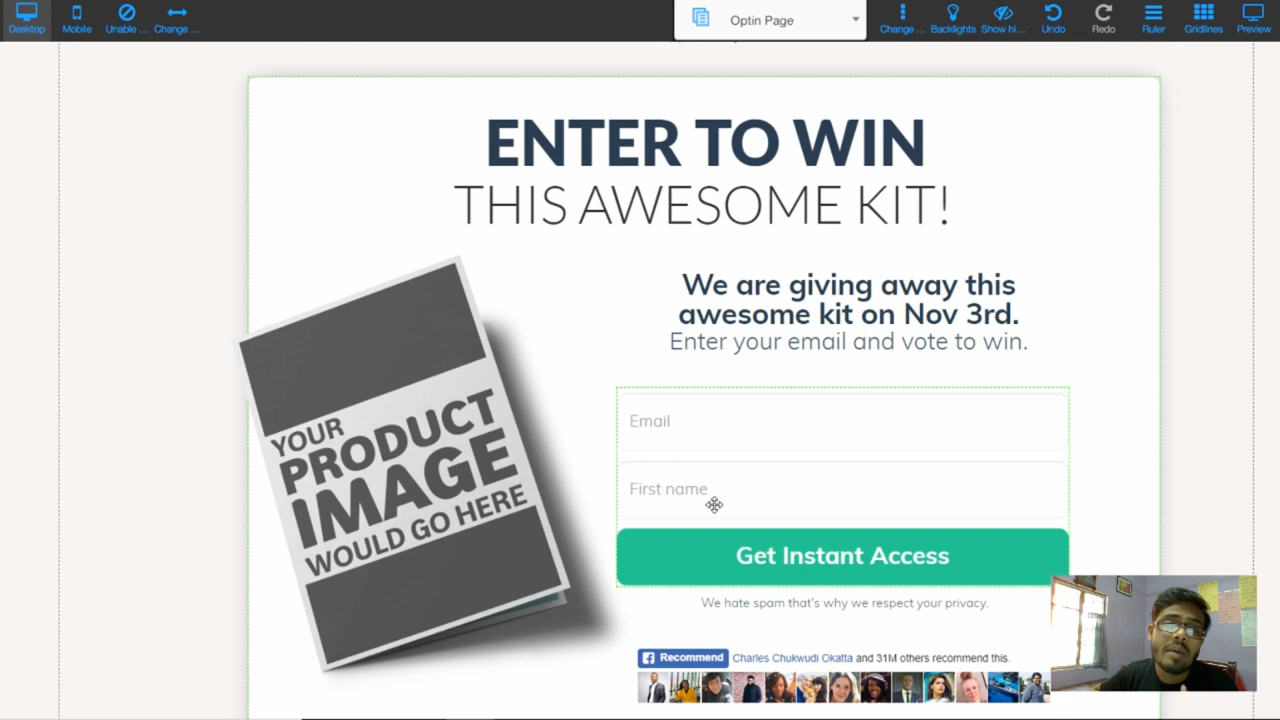 Desktop
Mobile
Unable ...
Change ...
Optin Page
Change ...
Backlights
Show hi...
Undo
Redo
Ruler
Gridlines
Preview
ENTER TO WIN
THIS AWESOME KIT!
We are giving away this
awesome kit on Nov 3rd.
Enter your email and vote to win.
YOUR
PRODUCT
IMAGE
WOULD GO HERE
Email
First name
Get Instant Access
We hate spam that's why we respect your privacy.
Recommend Charles Chukwudi Okatta and 31M others recommend this.